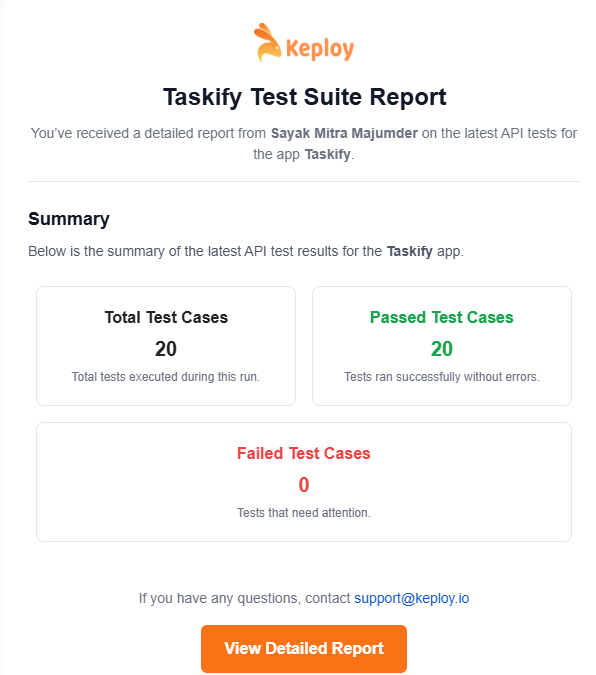 Keploy
Taskify Test Suite Report
You've received a detailed report from Sayak Mitra Majumder on the latest API tests for
the app Taskify.
Summary
Below is the summary of the latest API test results for the Taskify app.
Total Test Cases
20
Total tests executed during this run.
Passed Test Cases
20
Tests ran successfully without errors.
Failed Test Cases
0
Tests that need attention.
If you have any questions, contact support@keploy.io
View Detailed Report